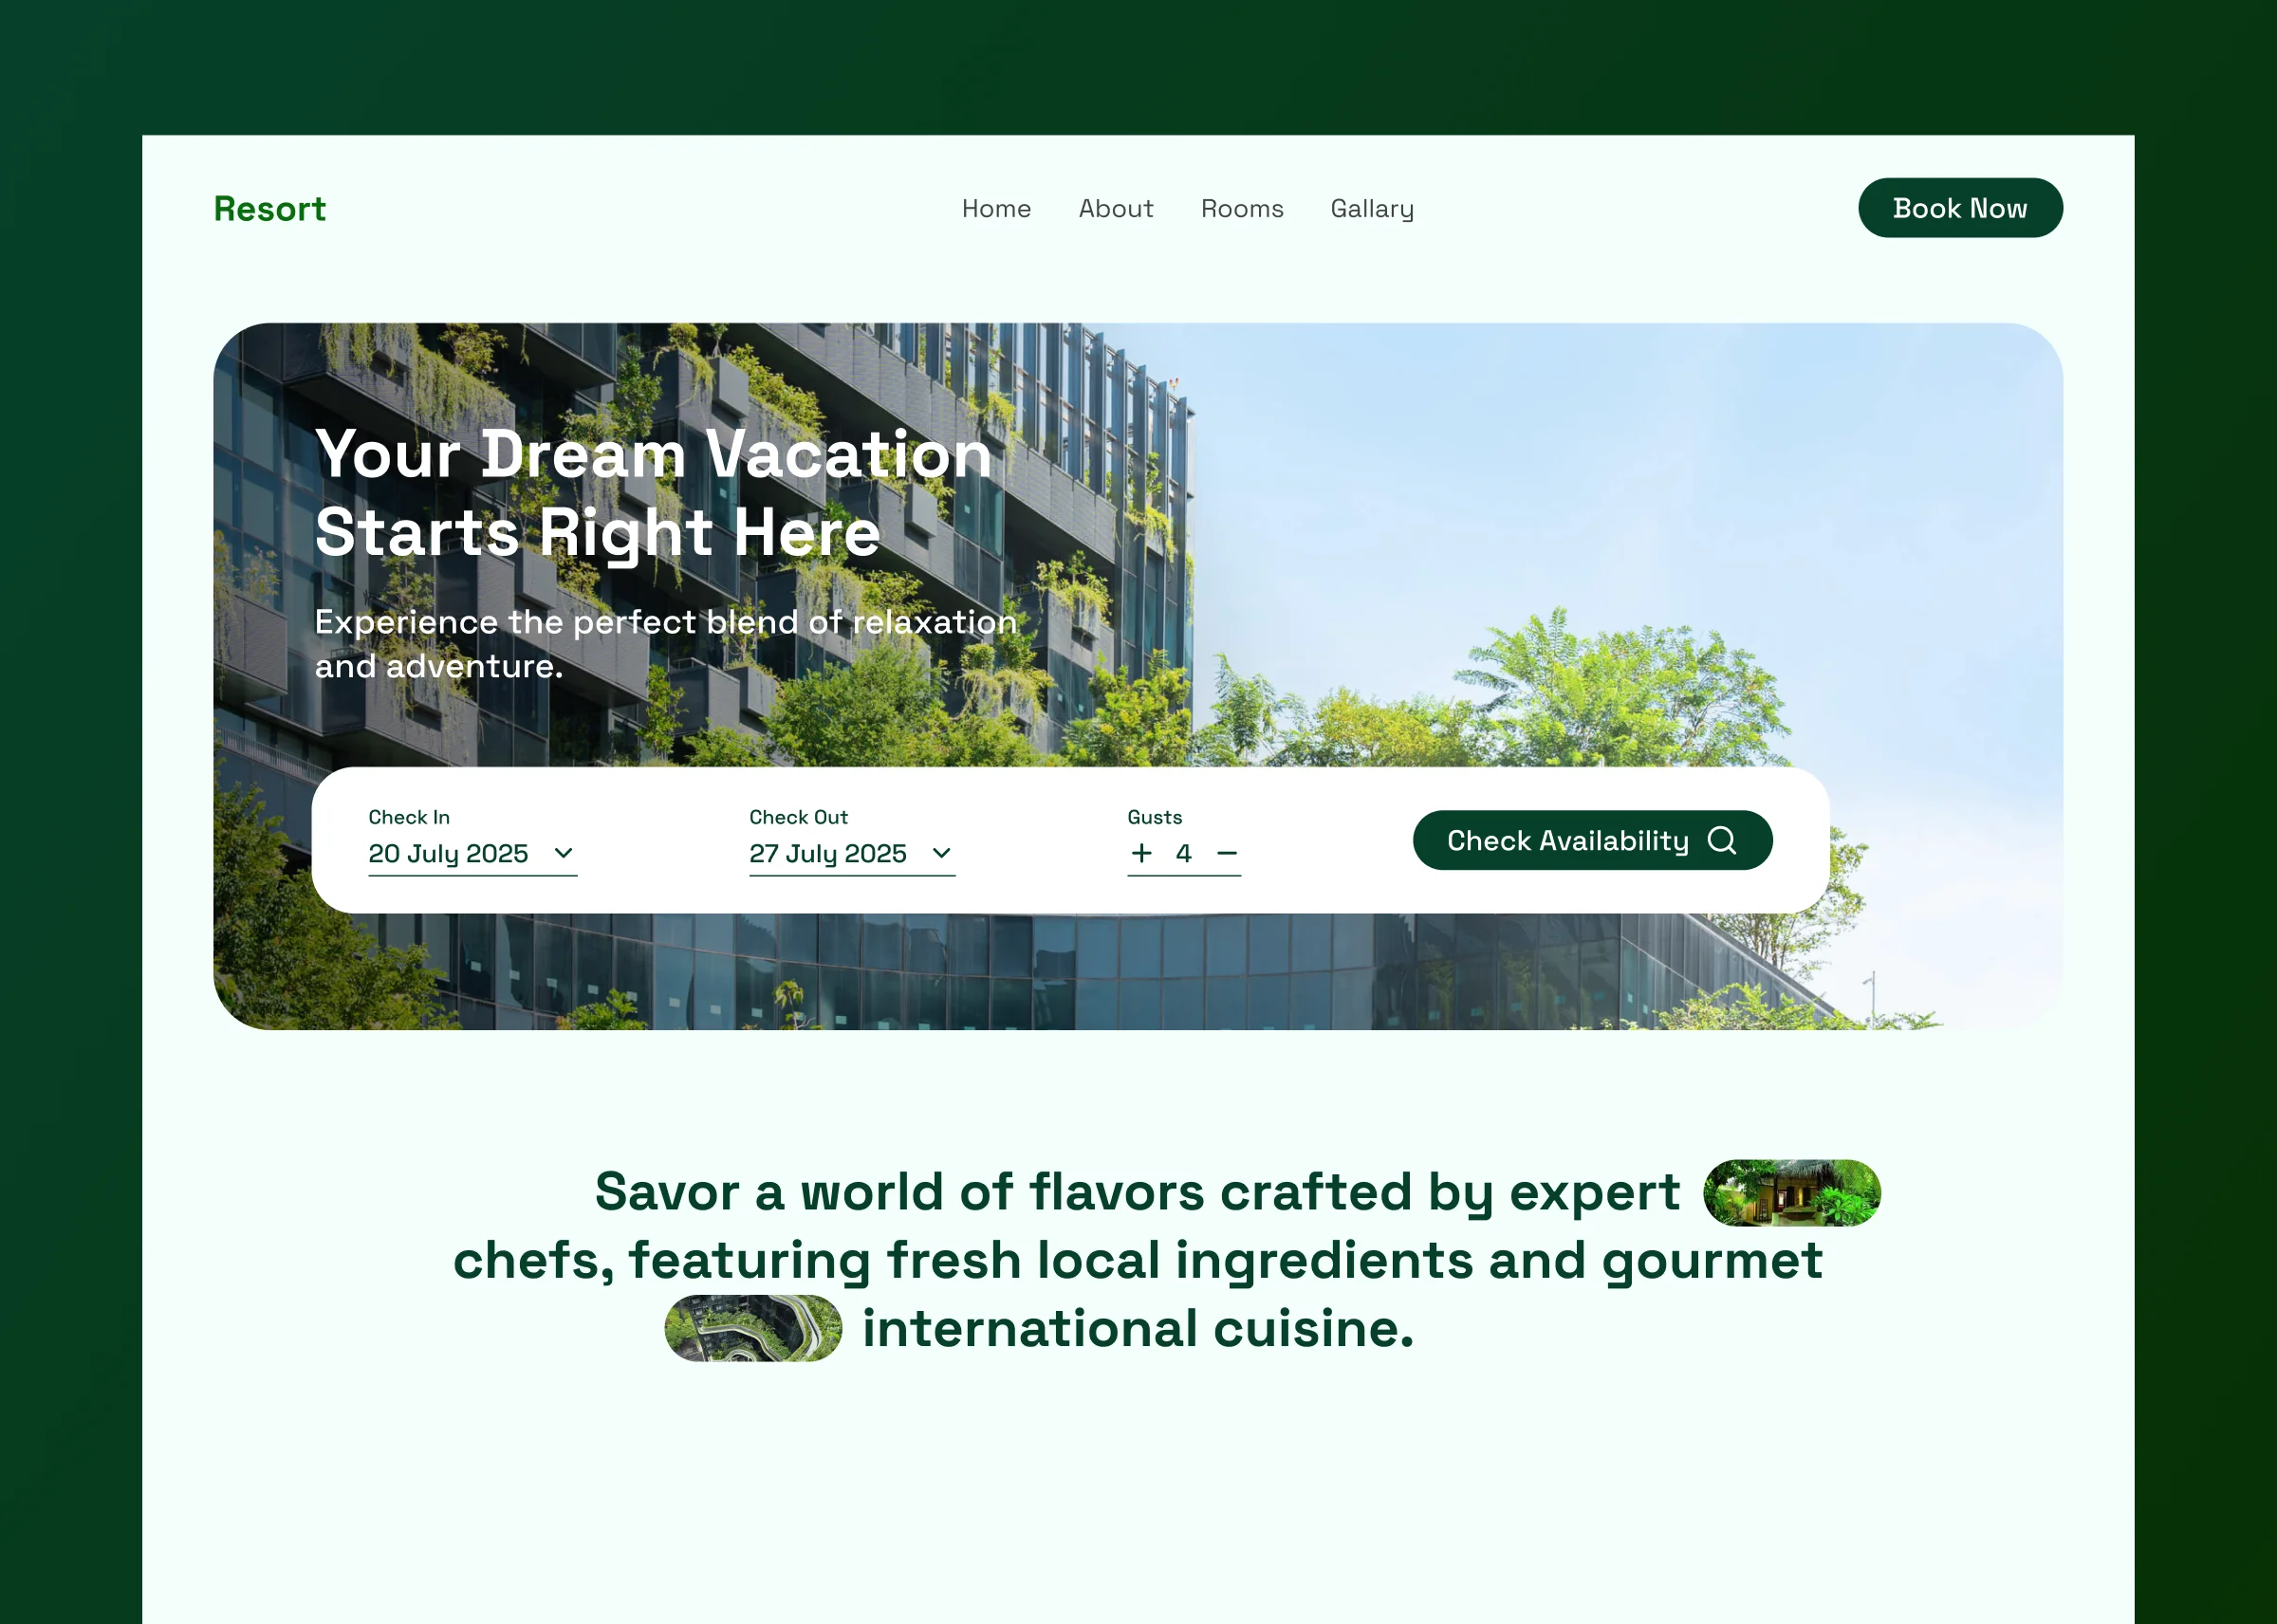 Resort
Home About Rooms Gallary
Book Now
Your Dream Vacation
Starts Right Here
Experience the perfect blend of relaxation
and adventure.
Check In
20 July 2025
Check Out
27 July 2025
Gusts
+ 4 −
Check Availability
Savor a world of flavors crafted by expert
chefs, featuring fresh local ingredients and gourmet
international cuisine.